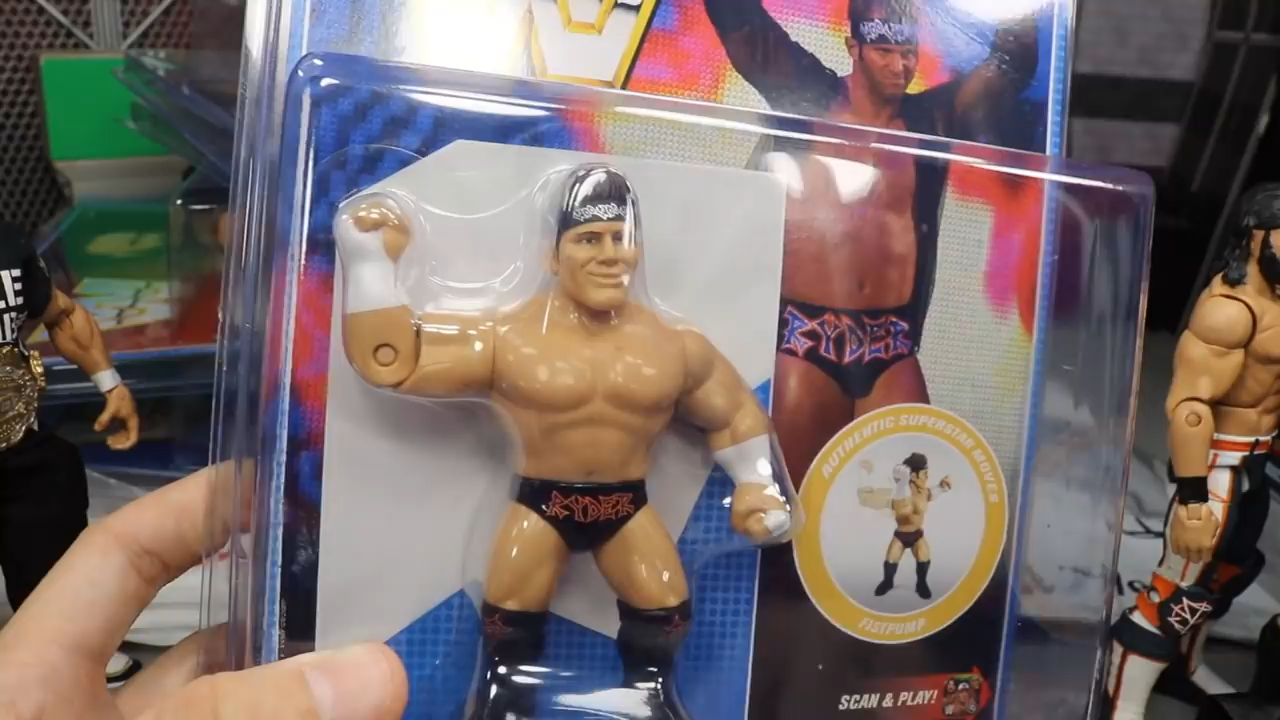 RYDER
RYDER
AUTHENTIC SUPERSTAR MOVES
FISTPUMP
SCAN & PLAY!